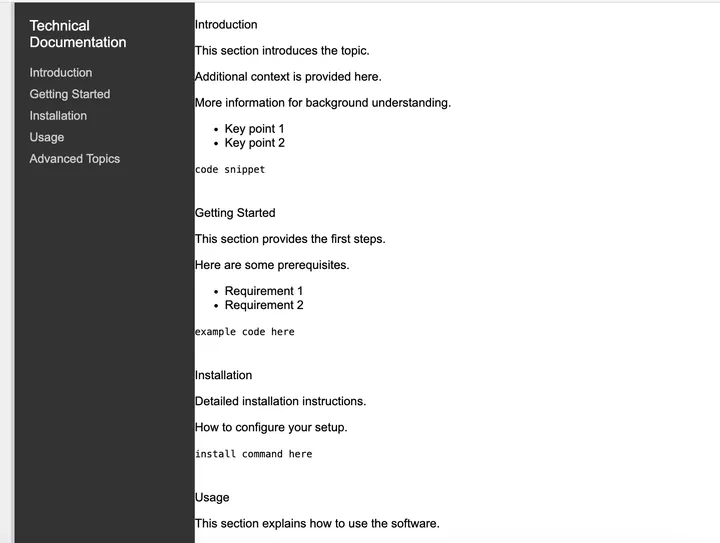 Technical
Documentation
Introduction
Getting Started
Installation
Usage
Advanced Topics
Introduction
This section introduces the topic.
Additional context is provided here.
More information for background understanding.
• Key point 1
• Key point 2
code snippet
Getting Started
This section provides the first steps.
Here are some prerequisites.
• Requirement 1
• Requirement 2
example code here
Installation
Detailed installation instructions.
How to configure your setup.
install command here
Usage
This section explains how to use the software.